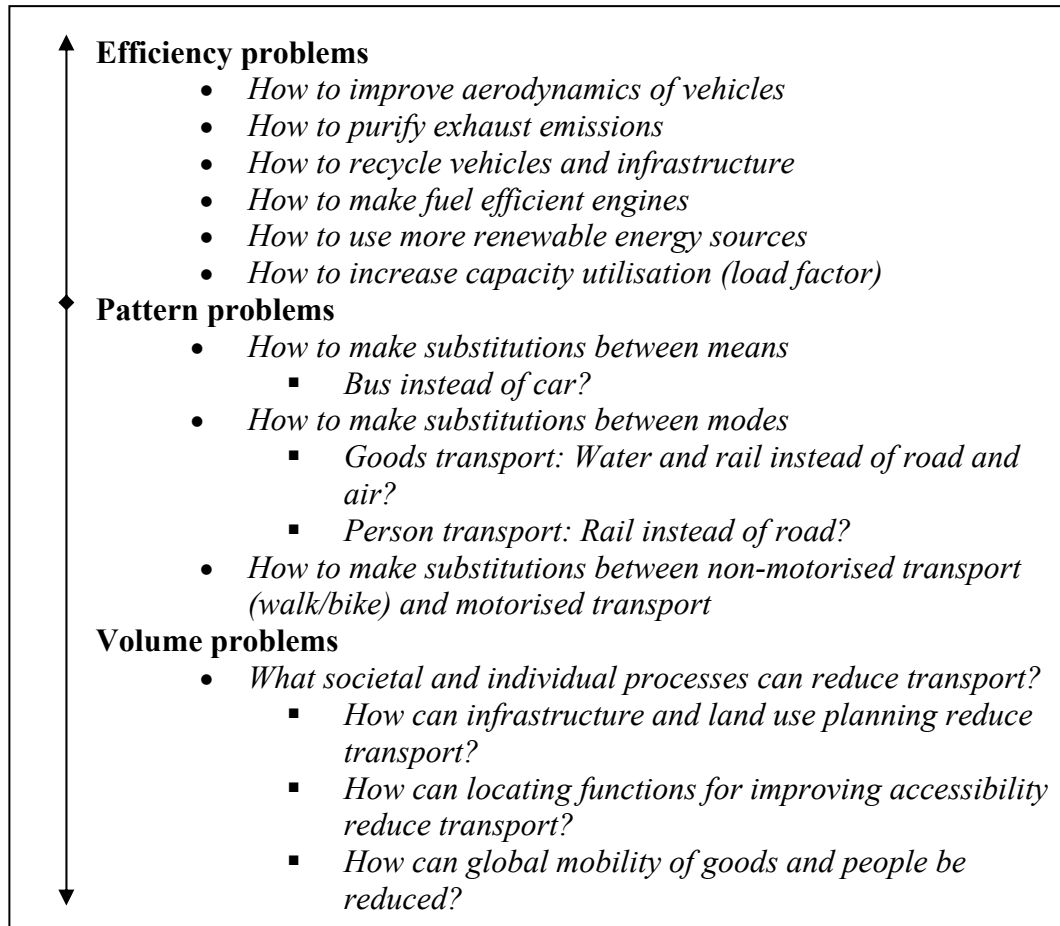 Efficiency problems
• How to improve aerodynamics of vehicles
• How to purify exhaust emissions
• How to recycle vehicles and infrastructure
• How to make fuel efficient engines
• How to use more renewable energy sources
• How to increase capacity utilisation (load factor)
Pattern problems
• How to make substitutions between means
▪ Bus instead of car?
• How to make substitutions between modes
▪ Goods transport: Water and rail instead of road and
air?
▪ Person transport: Rail instead of road?
• How to make substitutions between non-motorised transport
(walk/bike) and motorised transport
Volume problems
• What societal and individual processes can reduce transport?
▪ How can infrastructure and land use planning reduce
transport?
▪ How can locating functions for improving accessibility
reduce transport?
▪ How can global mobility of goods and people be
reduced?